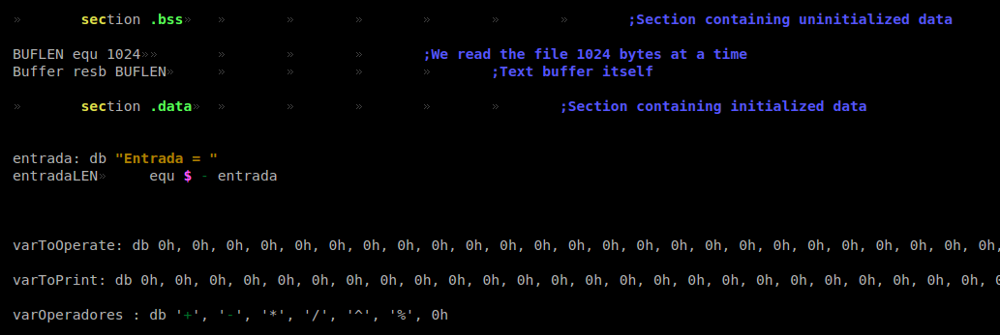 section .bss ;Section containing uninitialized data
BUFLEN equ 1024 ;We read the file 1024 bytes at a time
Buffer resb BUFLEN ;Text buffer itself
section .data ;Section containing initialized data
entrada: db "Entrada = "
entradaLEN equ $ - entrada
varToOperate: db 0h, 0h, 0h, 0h, 0h, 0h, 0h, 0h, 0h, 0h, 0h, 0h, 0h, 0h, 0h, 0h, 0h, 0h, 0h, 0h, 0h, 0h, 0h, 0h, 0h,
varToPrint: db 0h, 0h, 0h, 0h, 0h, 0h, 0h, 0h, 0h, 0h, 0h, 0h, 0h, 0h, 0h, 0h, 0h, 0h, 0h, 0h, 0h, 0h, 0h, 0h, 0h,
varOperadores : db '+', '-', '*', '/', '^', '%', 0h